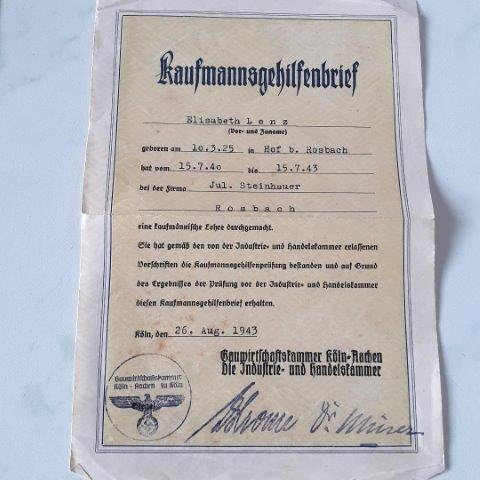 Kaufmannsgehilfenbrief
Elisabeth Lenz
(Vor- und Zuname)
geboren am 10.3.25 in Hof b. Rosbach
hat vom 15.7.40 bis 15.7.43
bei der Firma Jul. Steinhauer
Rosbach
eine kaufmännische Lehre durchgemacht.
Sie hat gemäß den von der Industrie- und Handelskammer erlassenen
Vorschriften die Kaufmannsgehilfenprüfung bestanden und auf Grund
des Ergebnisses der Prüfung vor der Industrie- und Handelskammer
diesen Kaufmannsgehilfenbrief erhalten.
Köln, den 26. Aug. 1943
Gauwirtschaftskammer Köln-Aachen
Die Industrie- und Handelskammer
Gauwirtschaftskammer
Köln - Aachen in Köln
Dr.